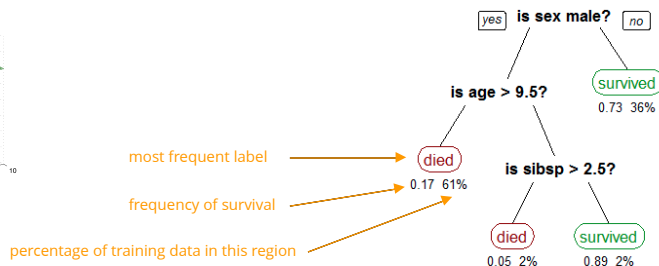 yes is sex male? no
survived
0.73 36%
is age > 9.5?
most frequent label
died
0.17 61%
is sibsp > 2.5?
frequency of survival
died survived
percentage of training data in this region
0.05 2% 0.89 2%
10